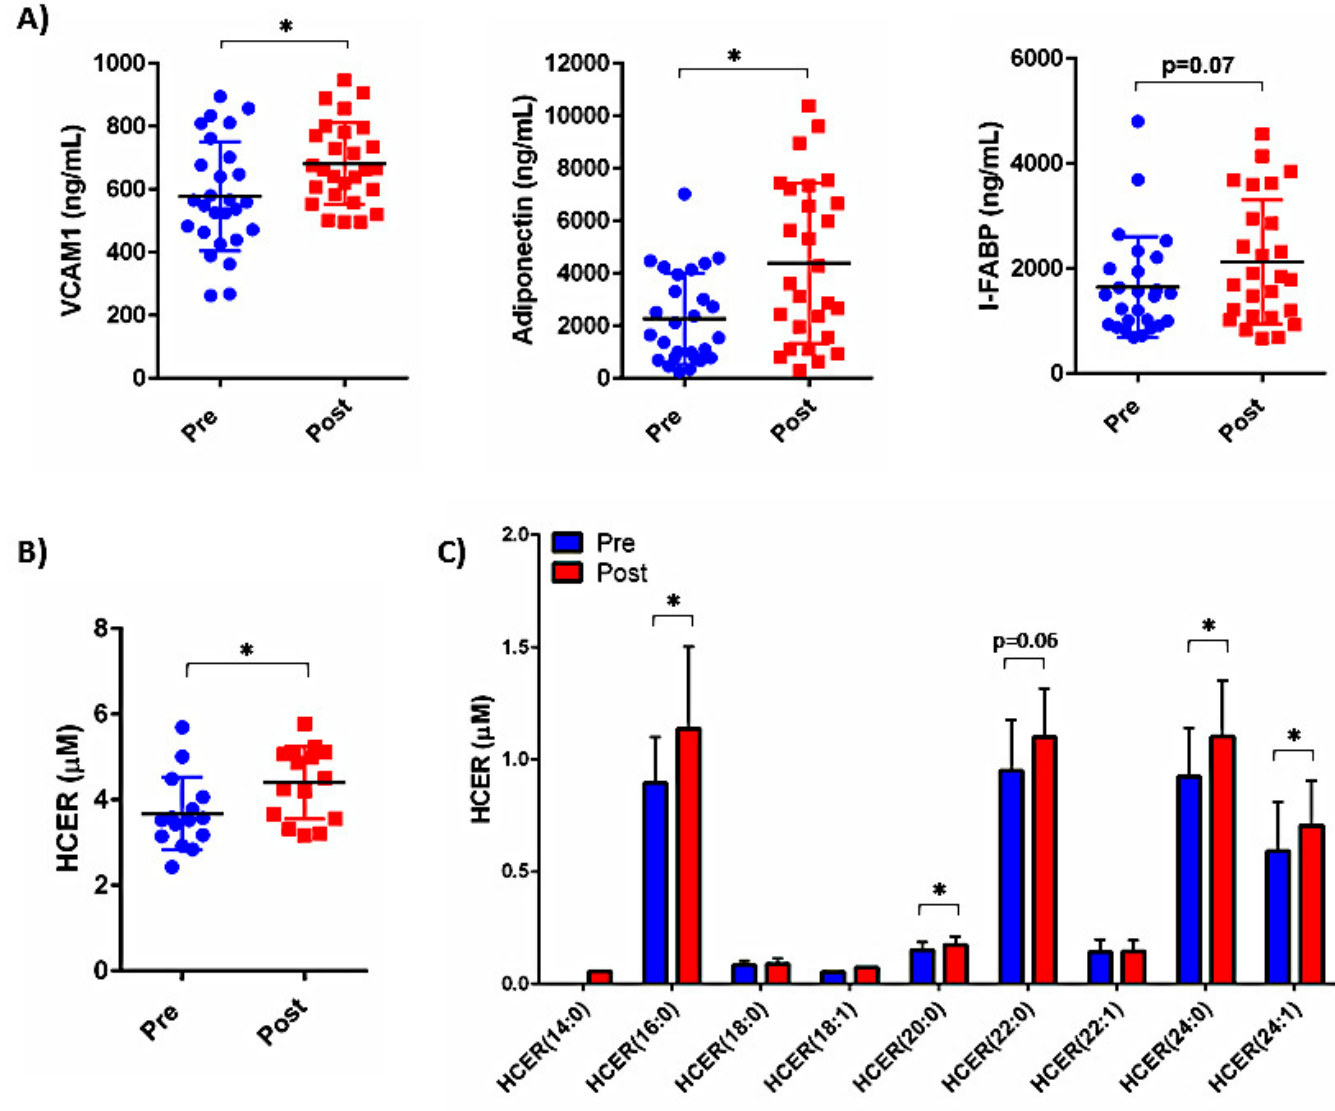 A)
*
VCAM1 (ng/mL)
1000
800
600
400
200
0
Pre
Post
*
Adiponectin (ng/mL)
12000
10000
8000
6000
4000
2000
0
Pre
Post
p=0.07
I-FABP (ng/mL)
6000
4000
2000
0
Pre
Post
B)
*
HCER (μM)
8
6
4
2
0
Pre
Post
C)
Pre
Post
HCER (μM)
2.0
1.5
1.0
0.5
0.0
*
*
p=0.06
*
*
HCER(14:0)
HCER(16:0)
HCER(18:0)
HCER(18:1)
HCER(20:0)
HCER(22:0)
HCER(22:1)
HCER(24:0)
HCER(24:1)